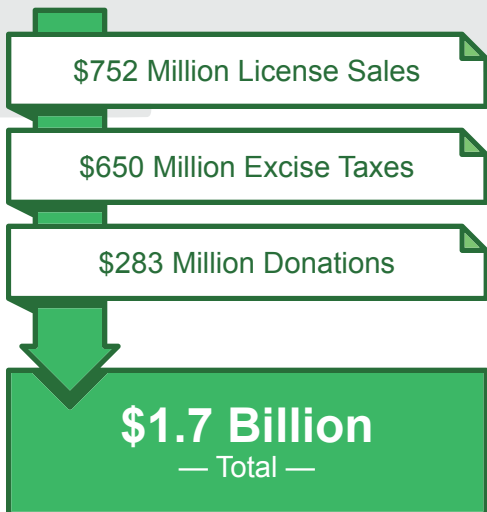 $752 Million License Sales
$650 Million Excise Taxes
$283 Million Donations
$1.7 Billion
— Total —